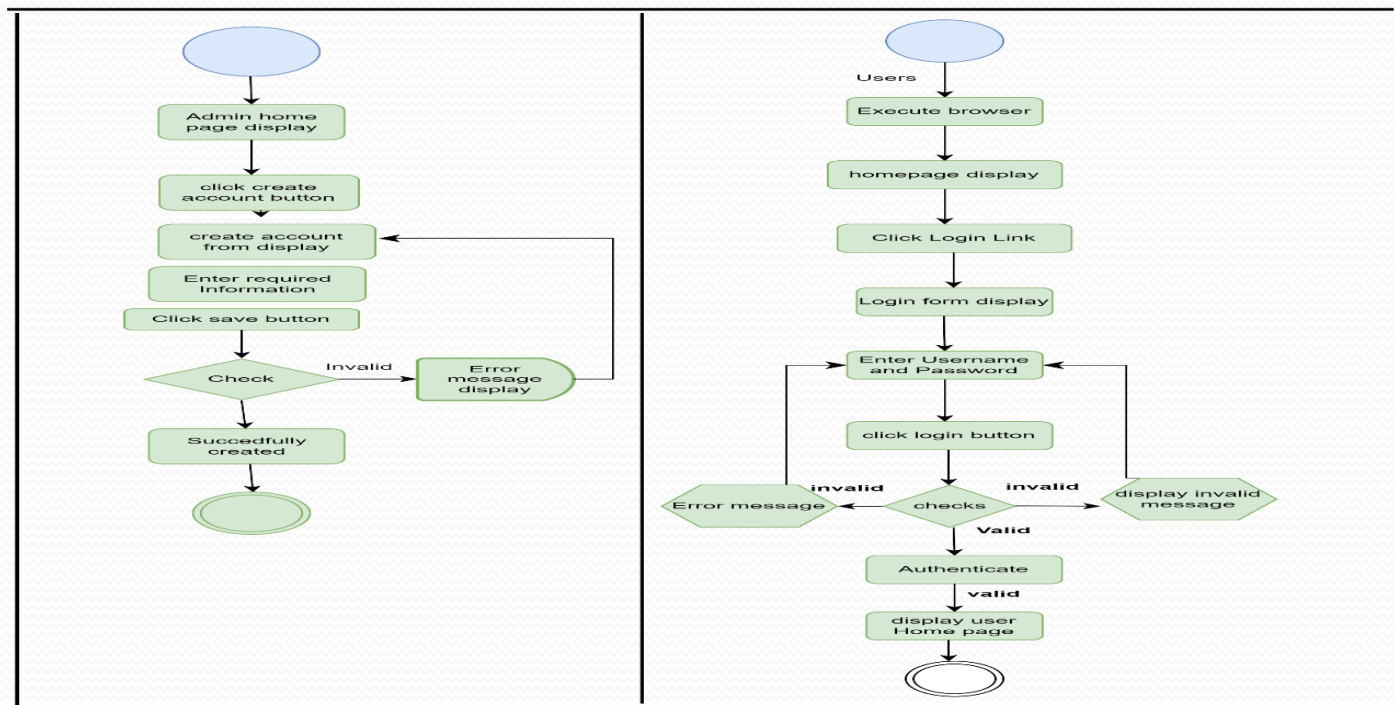 Admin home
page display
click create
account button
create account
from display
Enter required
Information
Click save button
Check
Invalid
Error
message
display
Succedfully
created
Users
Execute browser
homepage display
Click Login Link
Login form display
Enter Username
and Password
click login button
invalid
invalid
Error message
checks
display invalid
message
Valid
Authenticate
valid
display user
Home page